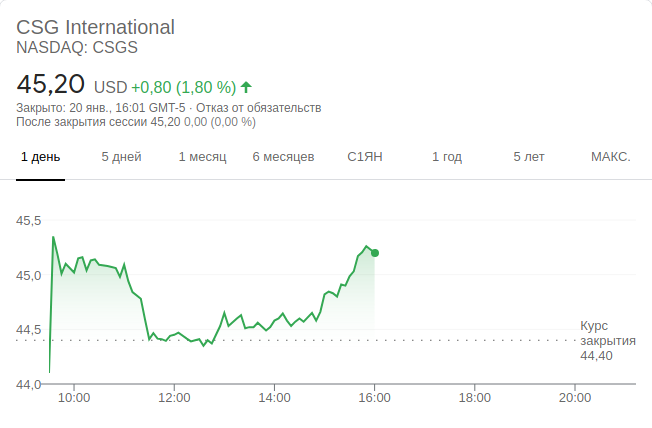 CSG International
NASDAQ: CSGS
45,20 USD +0,80 (1,80 %)
Закрыто: 20 янв., 16:01 GMT-5 · Отказ от обязательств
После закрытия сессии 45,20 0,00 (0,00 %)
1 день 5 дней 1 месяц 6 месяцев С1ЯН 1 год 5 лет МАКС.
45,5
45,0
44,5
44,0
Курс
закрытия
44,40
10:00 12:00 14:00 16:00 18:00 20:00